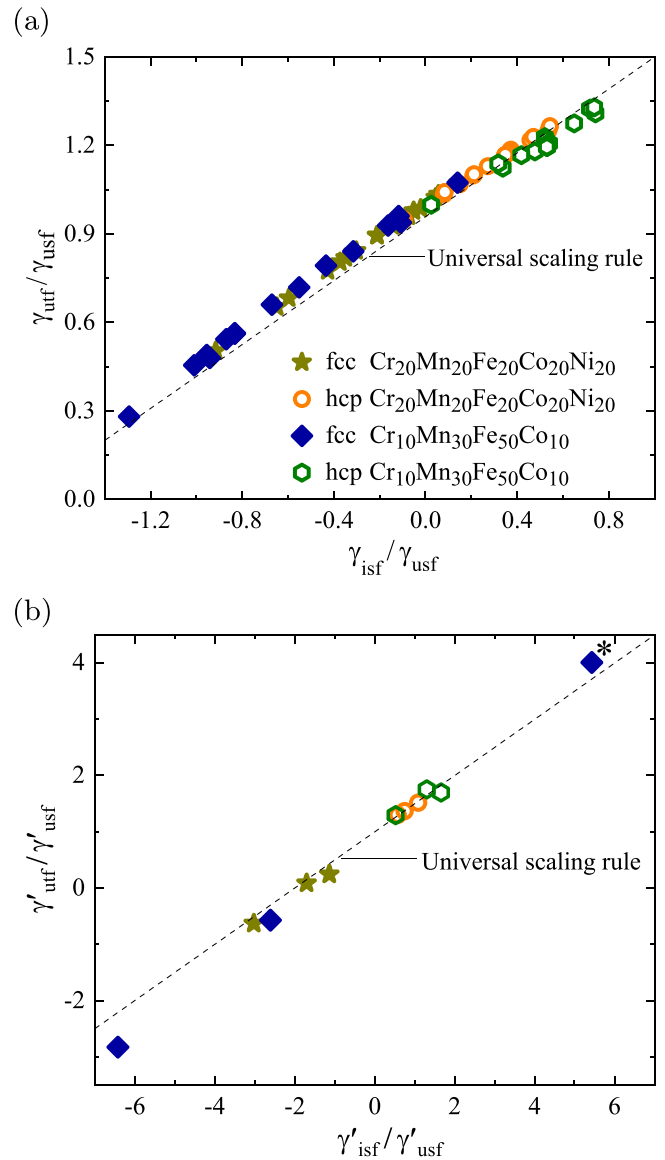 (a)
1.5
1.2
0.9
0.6
0.3
0.0
γutf/γusf
Universal scaling rule
fcc Cr20Mn20Fe20Co20Ni20
hcp Cr20Mn20Fe20Co20Ni20
fcc Cr10Mn30Fe50Co10
hcp Cr10Mn30Fe50Co10
-1.2 -0.8 -0.4 0.0 0.4 0.8
γisf/γusf
(b)
4
2
0
-2
γ′utf/γ′usf
*
Universal scaling rule
-6 -4 -2 0 2 4 6
γ′isf/γ′usf